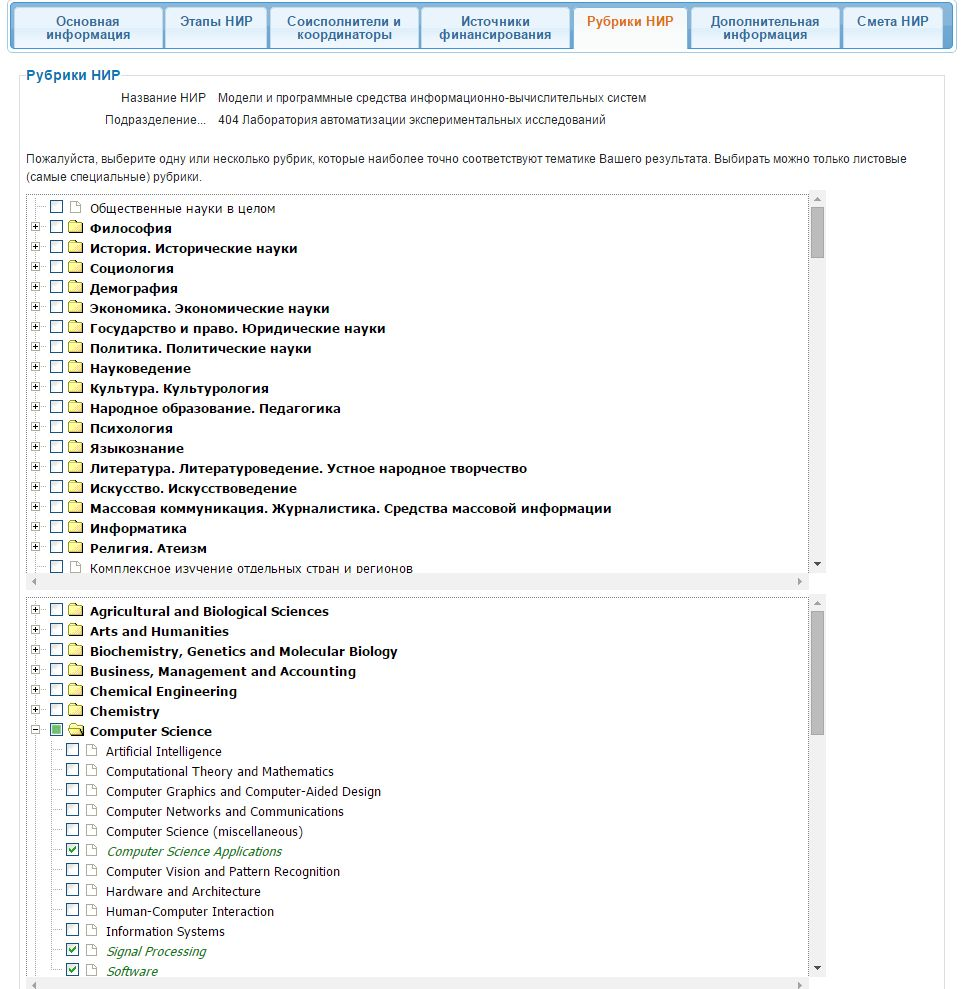 Основная информация
Этапы НИР
Соисполнители и координаторы
Источники финансирования
Рубрики НИР
Дополнительная информация
Смета НИР
Рубрики НИР
Название НИР Модели и программные средства информационно-вычислительных систем
Подразделение... 404 Лаборатория автоматизации экспериментальных исследований
Пожалуйста, выберите одну или несколько рубрик, которые наиболее точно соответствуют тематике Вашего результата. Выбирать можно только листовые
(самые специальные) рубрики.
Общественные науки в целом
Философия
История. Исторические науки
Социология
Демография
Экономика. Экономические науки
Государство и право. Юридические науки
Политика. Политические науки
Науковедение
Культура. Культурология
Народное образование. Педагогика
Психология
Языкознание
Литература. Литературоведение. Устное народное творчество
Искусство. Искусствоведение
Массовая коммуникация. Журналистика. Средства массовой информации
Информатика
Религия. Атеизм
Комплексное изучение отдельных стран и регионов
Agricultural and Biological Sciences
Arts and Humanities
Biochemistry, Genetics and Molecular Biology
Business, Management and Accounting
Chemical Engineering
Chemistry
Computer Science
Artificial Intelligence
Computational Theory and Mathematics
Computer Graphics and Computer-Aided Design
Computer Networks and Communications
Computer Science (miscellaneous)
Computer Science Applications
Computer Vision and Pattern Recognition
Hardware and Architecture
Human-Computer Interaction
Information Systems
Signal Processing
Software